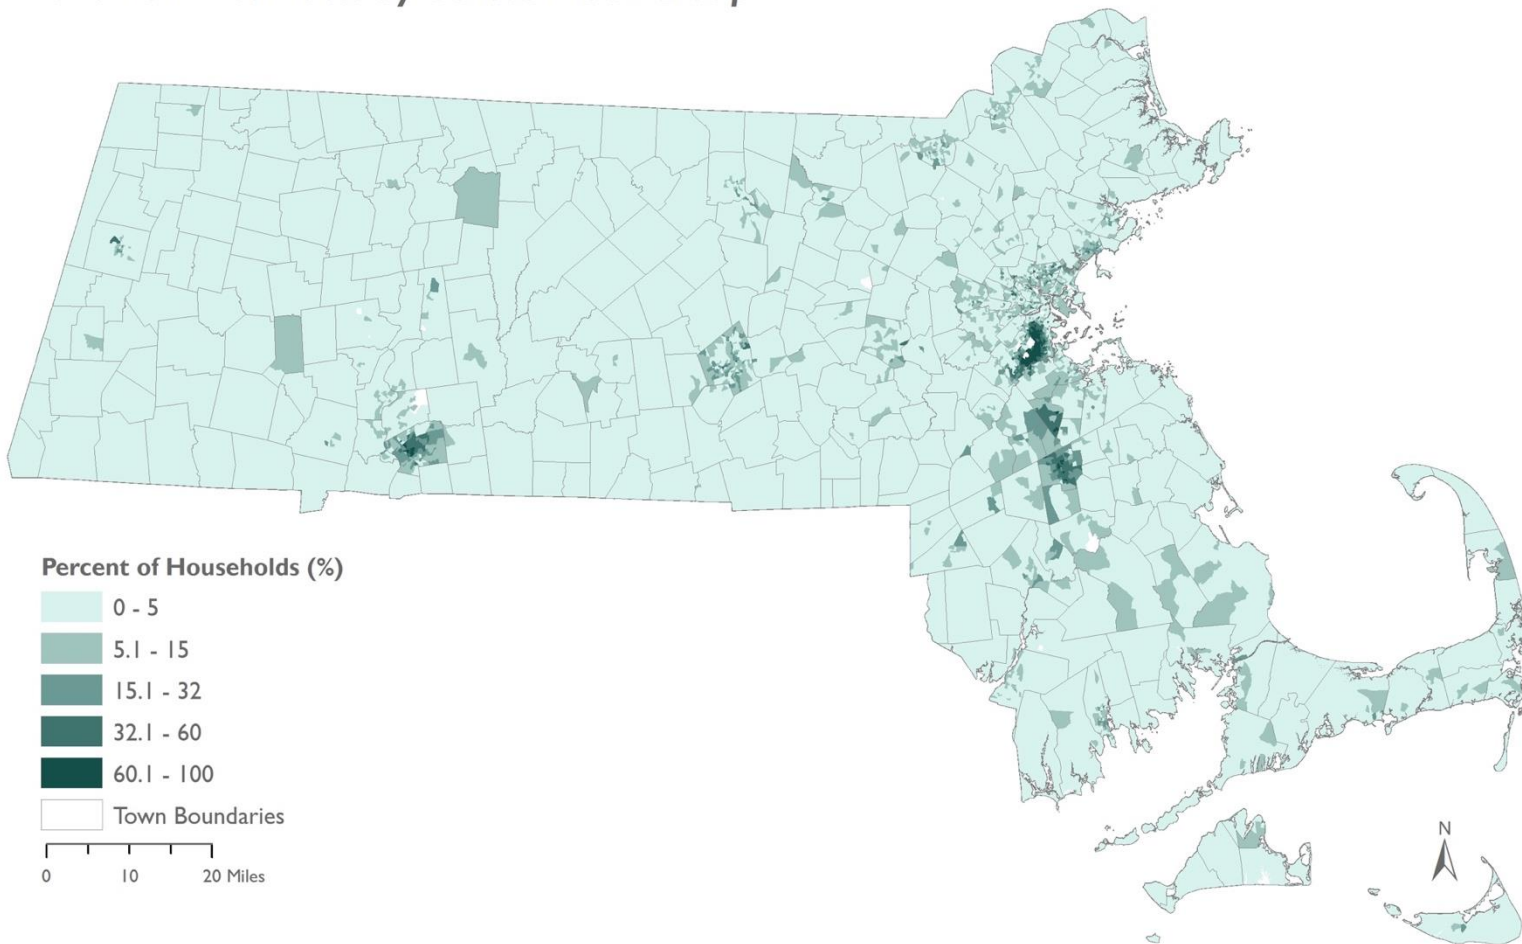 Percent of Households (%)
0 - 5
5.1 - 15
15.1 - 32
32.1 - 60
60.1 - 100
Town Boundaries
0 10 20 Miles
N